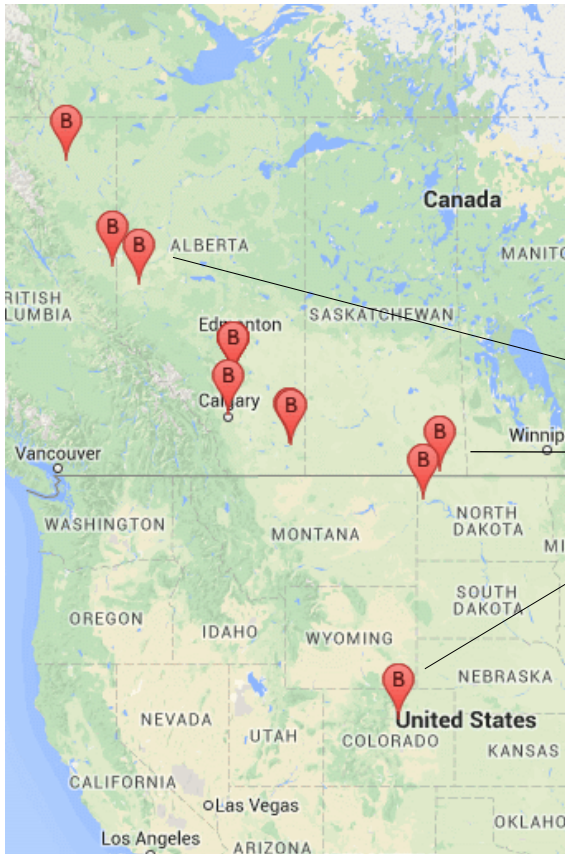 B
Canada
B
B
ALBERTA
MANITO
RITISH
LUMBIA
SASKATCHEWAN
Edmonton
B
B
Calgary
B
B
Winnip
Vancouver
B
NORTH
DAKOTA
WASHINGTON
MONTANA
MI
SOUTH
DAKOTA
OREGON
IDAHO
WYOMING
B
NEBRASKA
NEVADA
United States
UTAH
COLORADO
KANSAS
CALIFORNIA
Las Vegas
OKLAHO
Los Angeles
ARIZONA